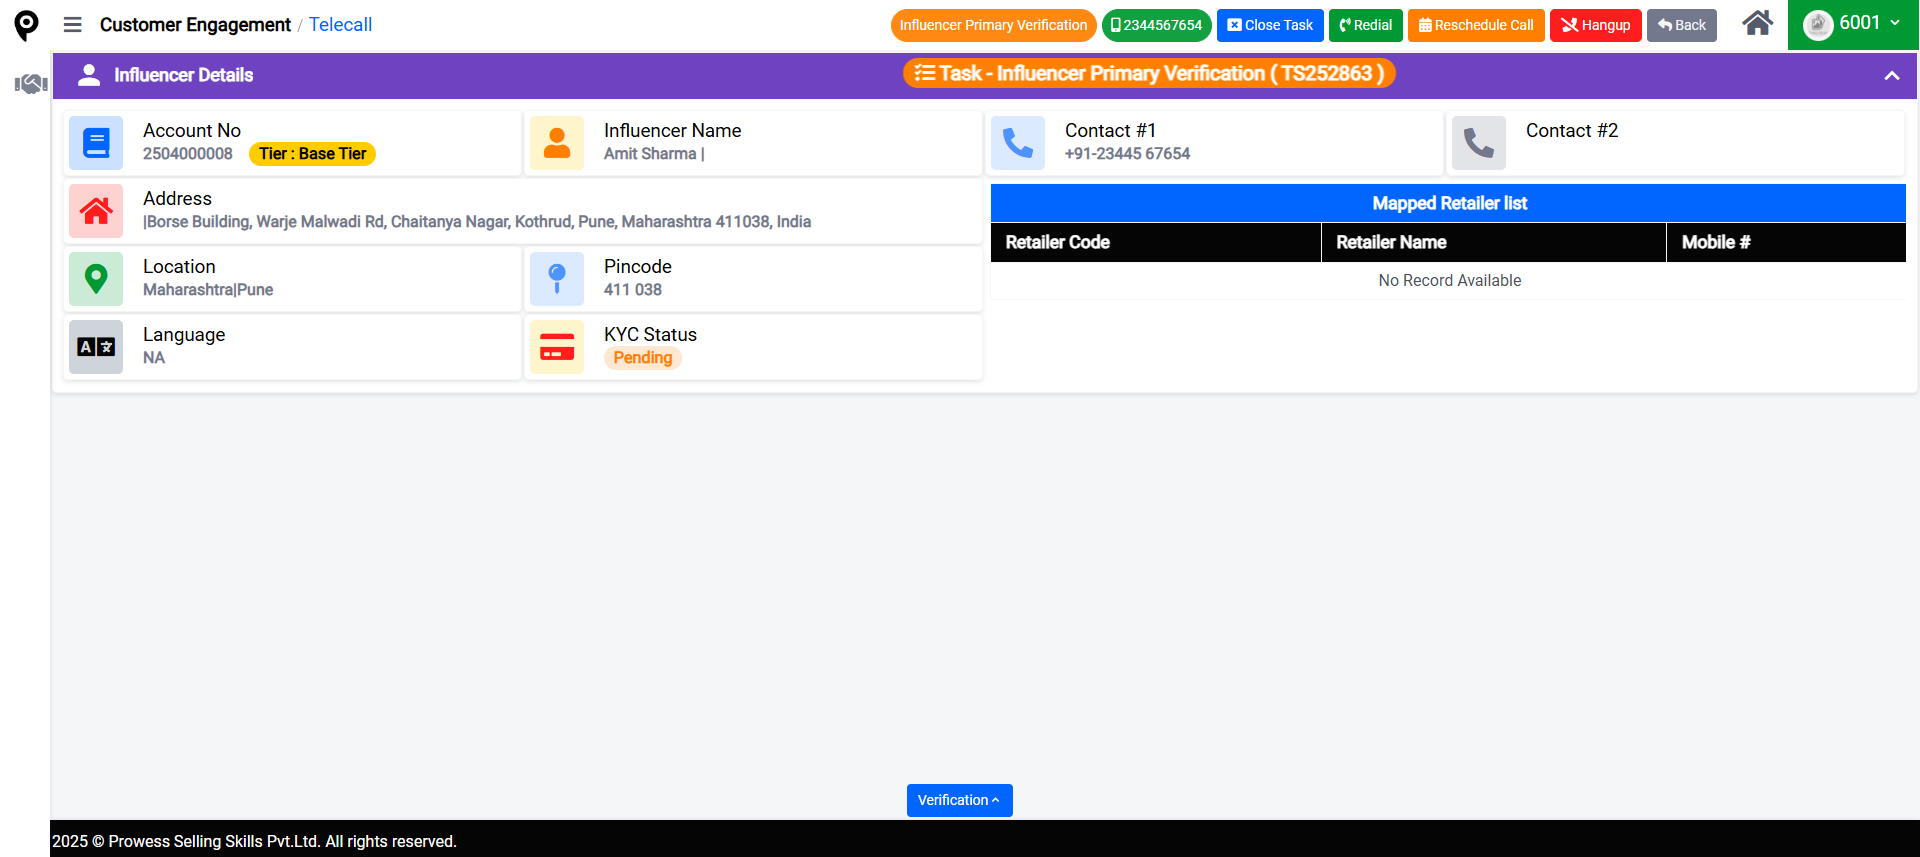 Customer Engagement / Telecall
Influencer Primary Verification
2344567654
Close Task
Redial
Reschedule Call
Hangup
Back
6001
Influencer Details
Task - Influencer Primary Verification ( TS252863 )
Account No
2504000008 Tier : Base Tier
Influencer Name
Amit Sharma |
Contact #1
+91-23445 67654
Contact #2
Address
|Borse Building, Warje Malwadi Rd, Chaitanya Nagar, Kothrud, Pune, Maharashtra 411038, India
Mapped Retailer list
Retailer Code Retailer Name Mobile #
No Record Available
Location
Maharashtra|Pune
Pincode
411 038
Language
NA
KYC Status
Pending
Verification
2025 © Prowess Selling Skills Pvt.Ltd. All rights reserved.